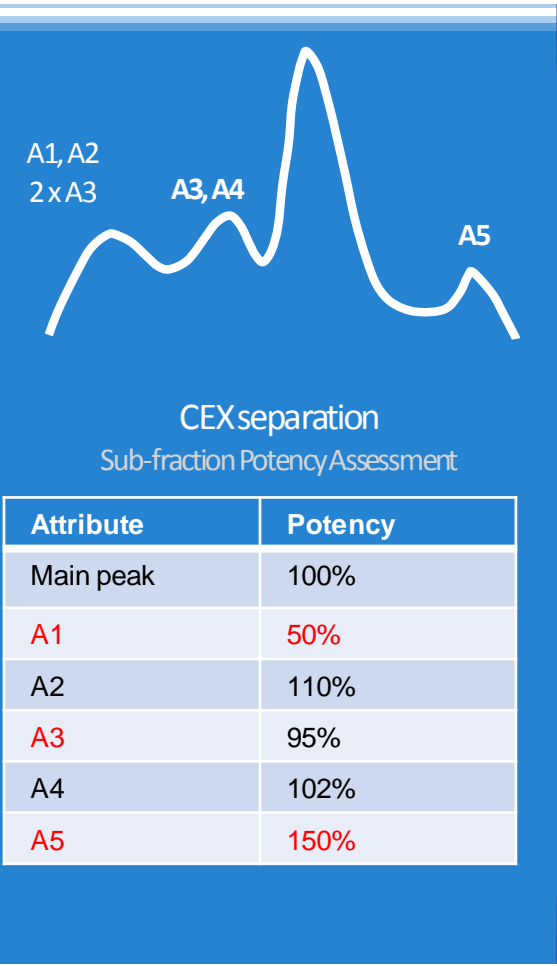 A1, A2
2 x A3
A3, A4
A5
CEX separation
Sub-fraction Potency Assessment
Attribute Potency
Main peak 100%
A1 50%
A2 110%
A3 95%
A4 102%
A5 150%